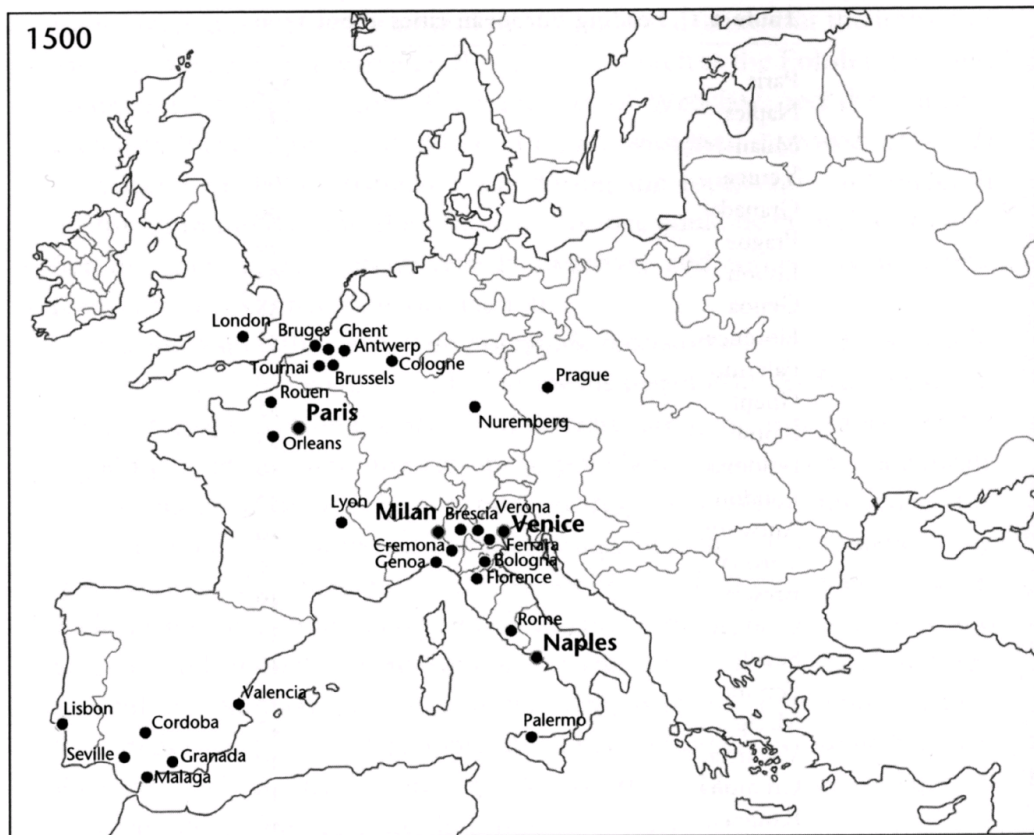 1500
London
Bruges
Ghent
Antwerp
Tournai
Brussels
Cologne
Rouen
Paris
Orleans
Prague
Nuremberg
Lyon
Milan
Brescia
Verona
Venice
Cremona
Ferrara
Genoa
Bologna
Florence
Rome
Naples
Valencia
Lisbon
Cordoba
Palermo
Seville
Granada
Malaga